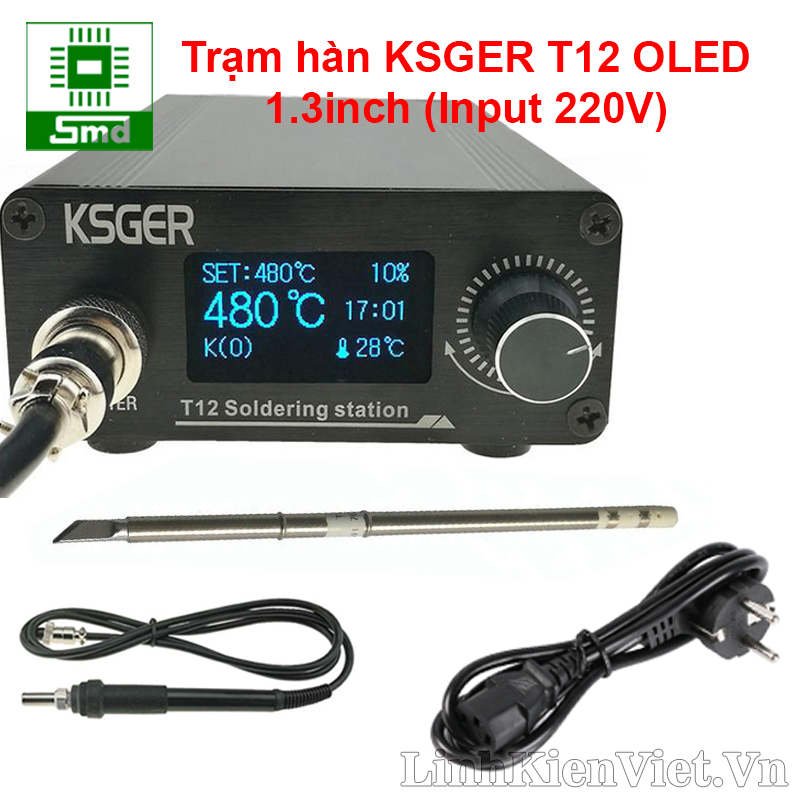 Trạm hàn KSGER T12 OLED
1.3inch (Input 220V)
Smd
KSGER
SET:480℃ 10%
480℃ 17:01
K(0) 28℃
T12 Soldering station
LinhKienViet.Vn